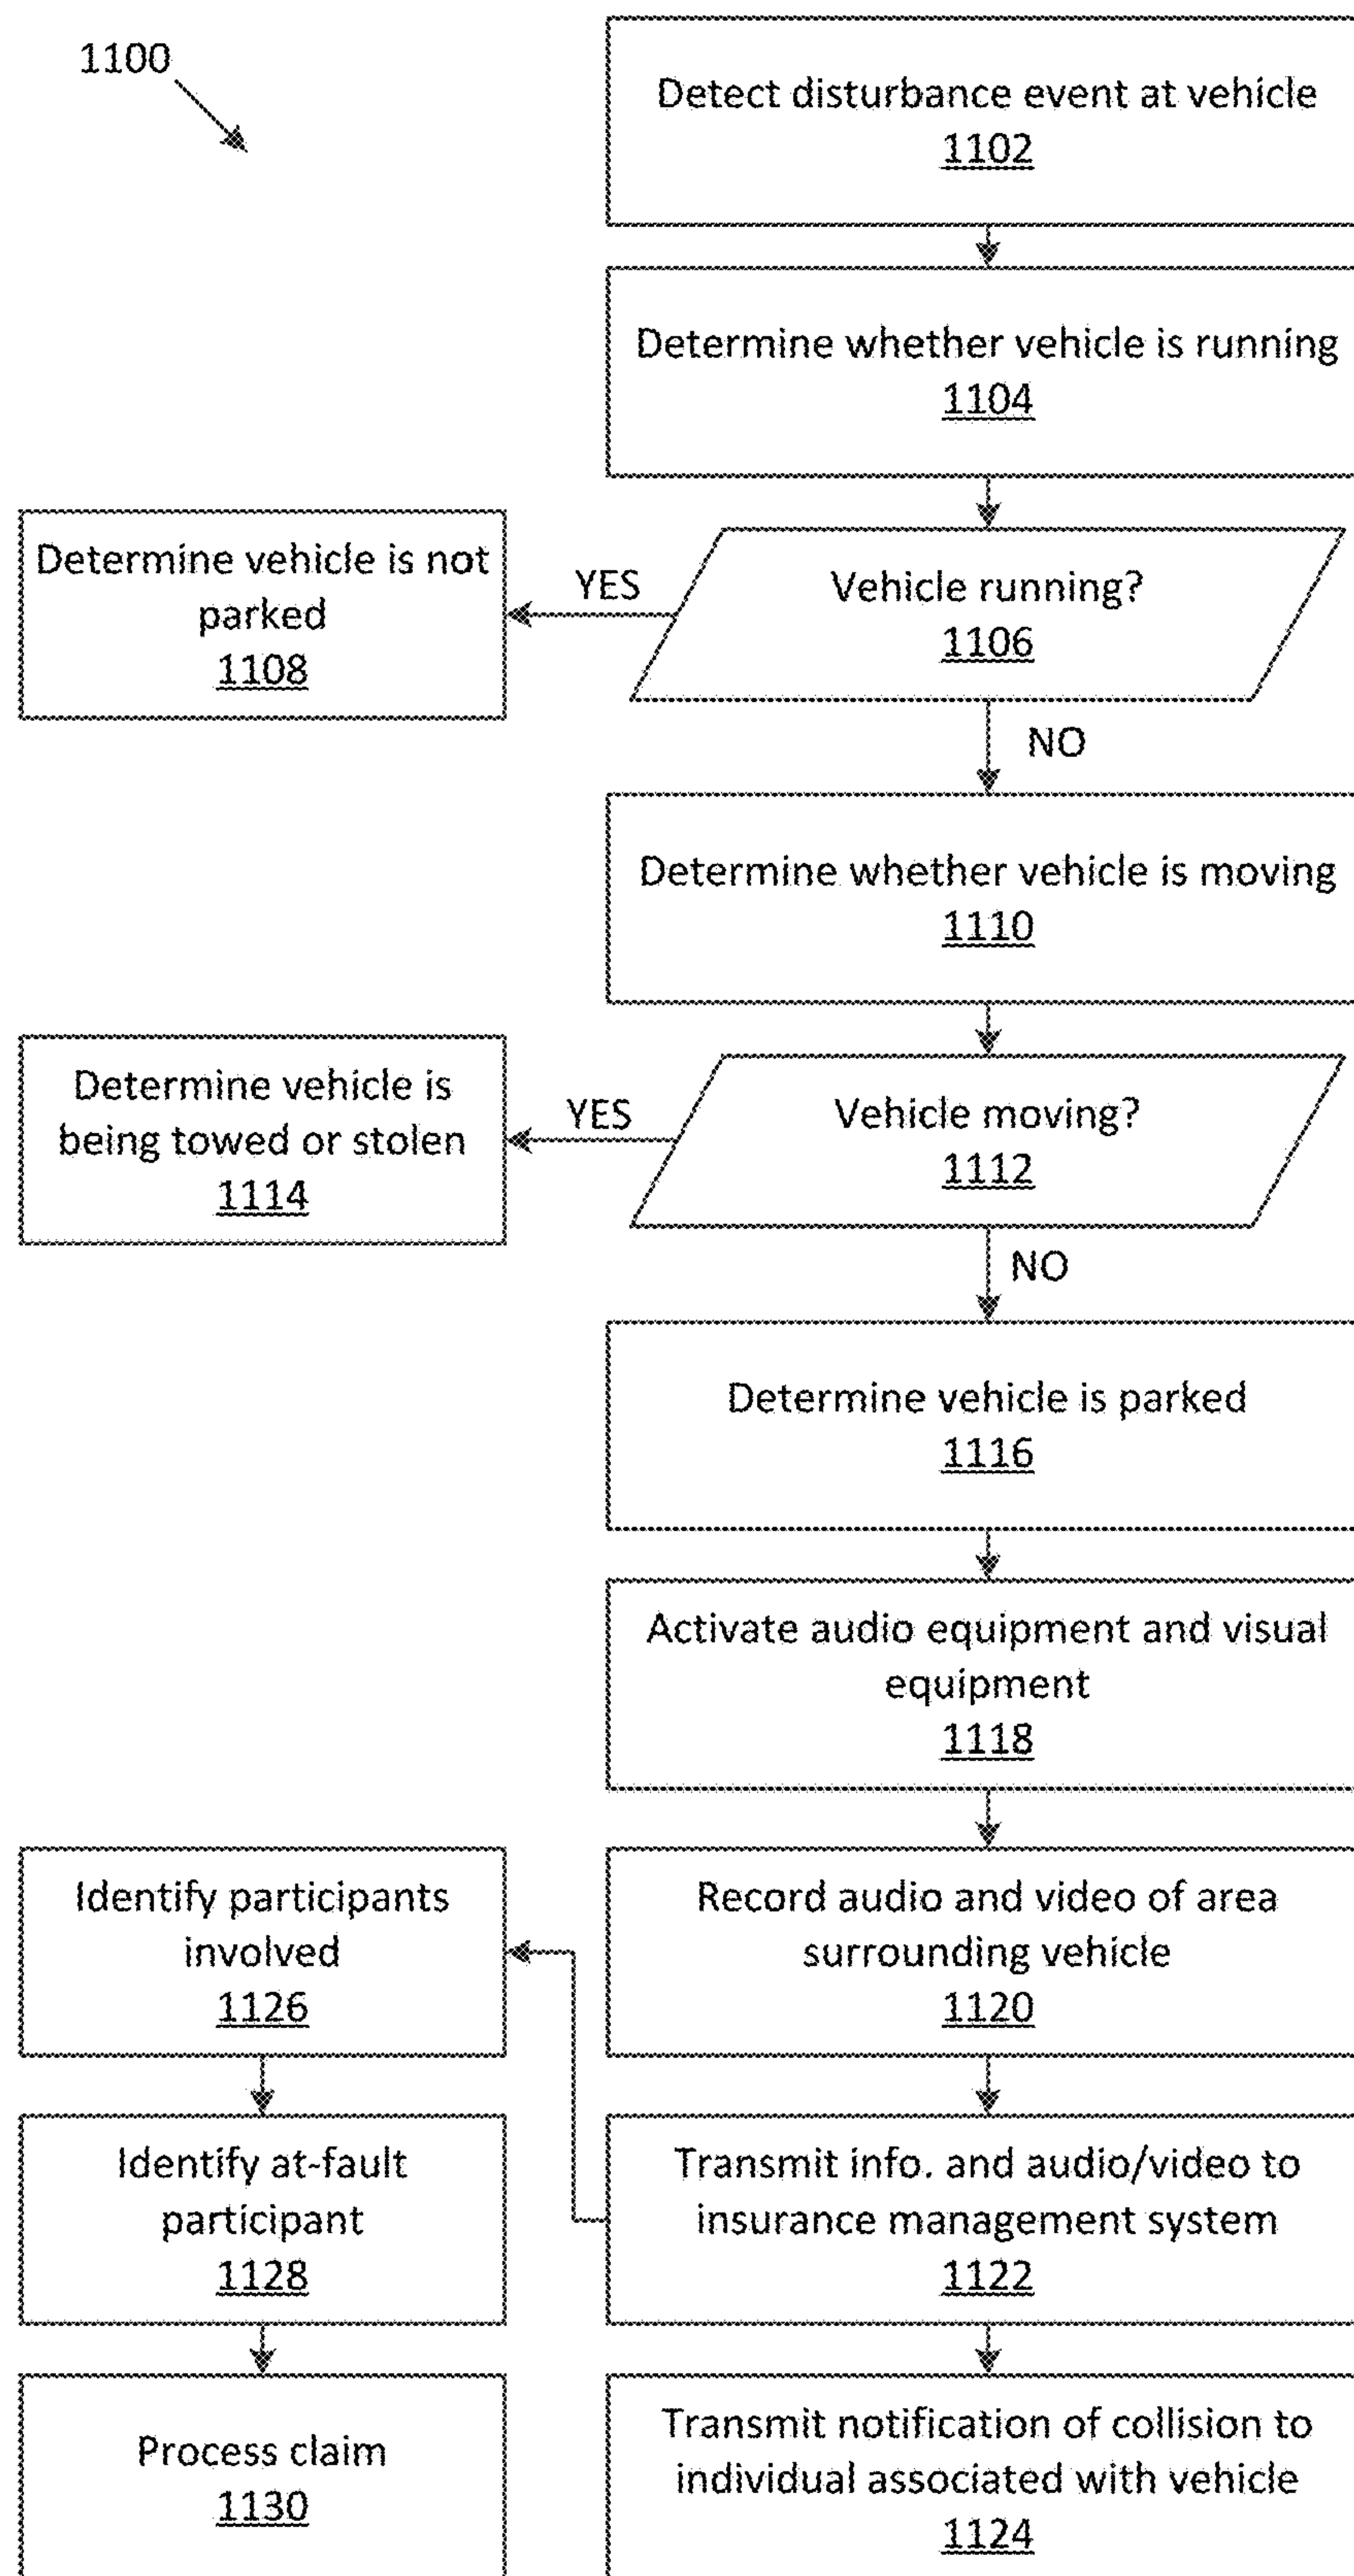 1100
Detect disturbance event at vehicle
1102
Determine whether vehicle is running
1104
Determine vehicle is not
parked
1108
YES
Vehicle running?
1106
NO
Determine whether vehicle is moving
1110
Determine vehicle is
being towed or stolen
1114
YES
Vehicle moving?
1112
NO
Determine vehicle is parked
1116
Activate audio equipment and visual
equipment
1118
Record audio and video of area
surrounding vehicle
1120
Transmit info. and audio/video to
insurance management system
1122
Transmit notification of collision to
individual associated with vehicle
1124
Identify participants
involved
1126
Identify at-fault
participant
1128
Process claim
1130